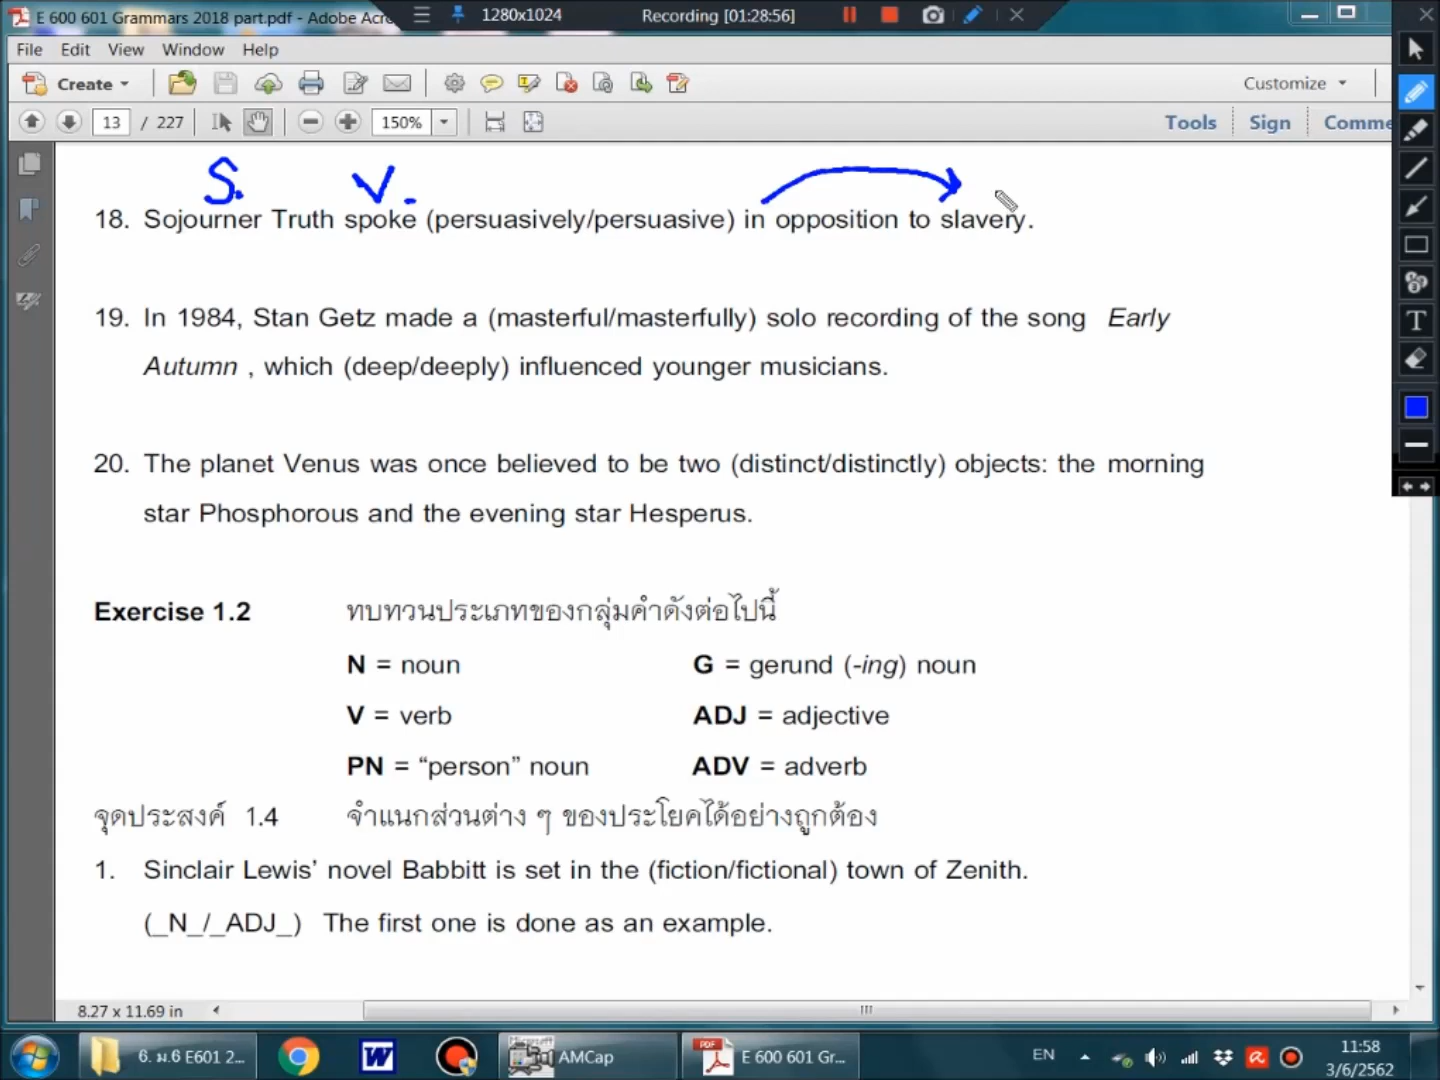 E 600 601 Grammars 2018 part.pdf - Adobe Acro
1280x1024
Recording [01:28:56]
File Edit View Window Help
Create
Customize
13 / 227
150%
Tools Sign Comme
S. V.
18. Sojourner Truth spoke (persuasively/persuasive) in opposition to slavery.
19. In 1984, Stan Getz made a (masterful/masterfully) solo recording of the song Early
Autumn , which (deep/deeply) influenced younger musicians.
20. The planet Venus was once believed to be two (distinct/distinctly) objects: the morning
star Phosphorous and the evening star Hesperus.
Exercise 1.2 ทบทวนประเภทของกลุ่มคำดังต่อไปนี้
N = noun G = gerund (-ing) noun
V = verb ADJ = adjective
PN = “person” noun ADV = adverb
จุดประสงค์ 1.4 จำแนกส่วนต่าง ๆ ของประโยคได้อย่างถูกต้อง
1. Sinclair Lewis’ novel Babbitt is set in the (fiction/fictional) town of Zenith.
(_N_/_ADJ_) The first one is done as an example.
8.27 x 11.69 in
6. ม.6 E601 2... AMCap E 600 601 Gr... EN 11:58
3/6/2562